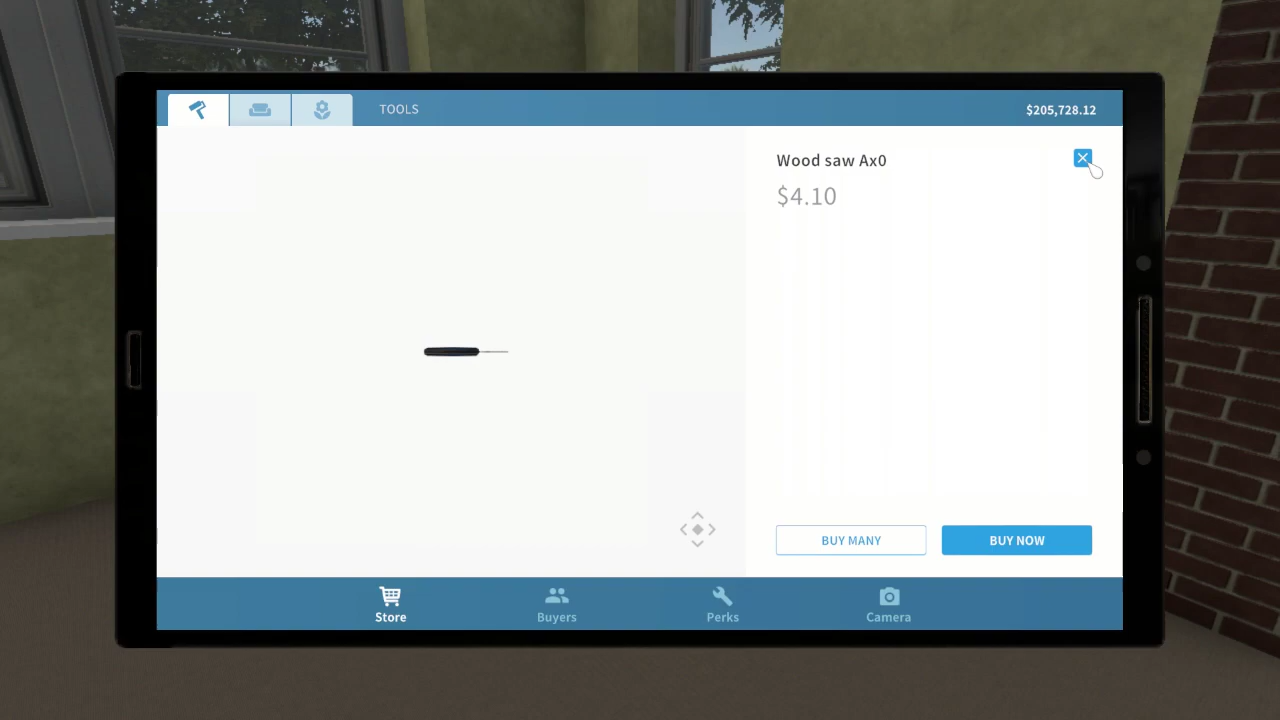 TOOLS
$205,728.12
Wood saw Ax0
$4.10
BUY MANY
BUY NOW
Store
Buyers
Perks
Camera